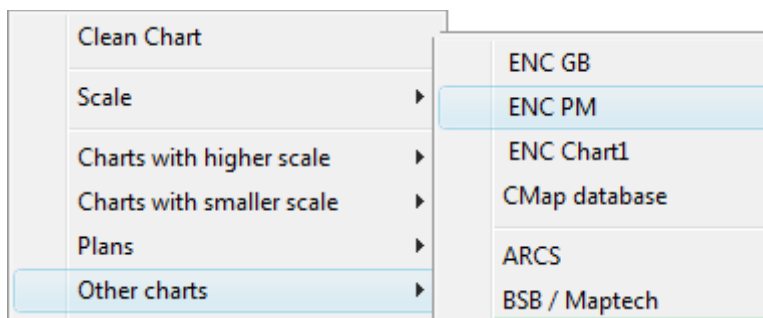 Clean Chart
Scale
Charts with higher scale
Charts with smaller scale
Plans
Other charts
ENC GB
ENC PM
ENC Chart1
CMap database
ARCS
BSB / Maptech